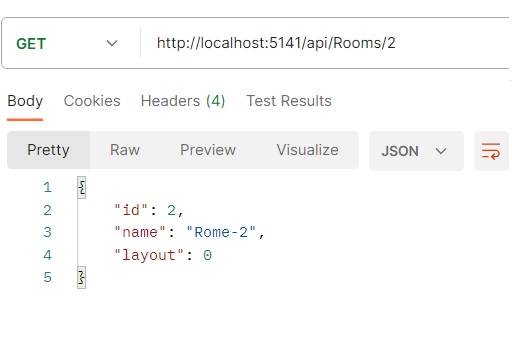 GET http://localhost:5141/api/Rooms/2
Body Cookies Headers (4) Test Results
Pretty Raw Preview Visualize JSON
1 {
2 "id": 2,
3 "name": "Rome-2",
4 "layout": 0
5 }